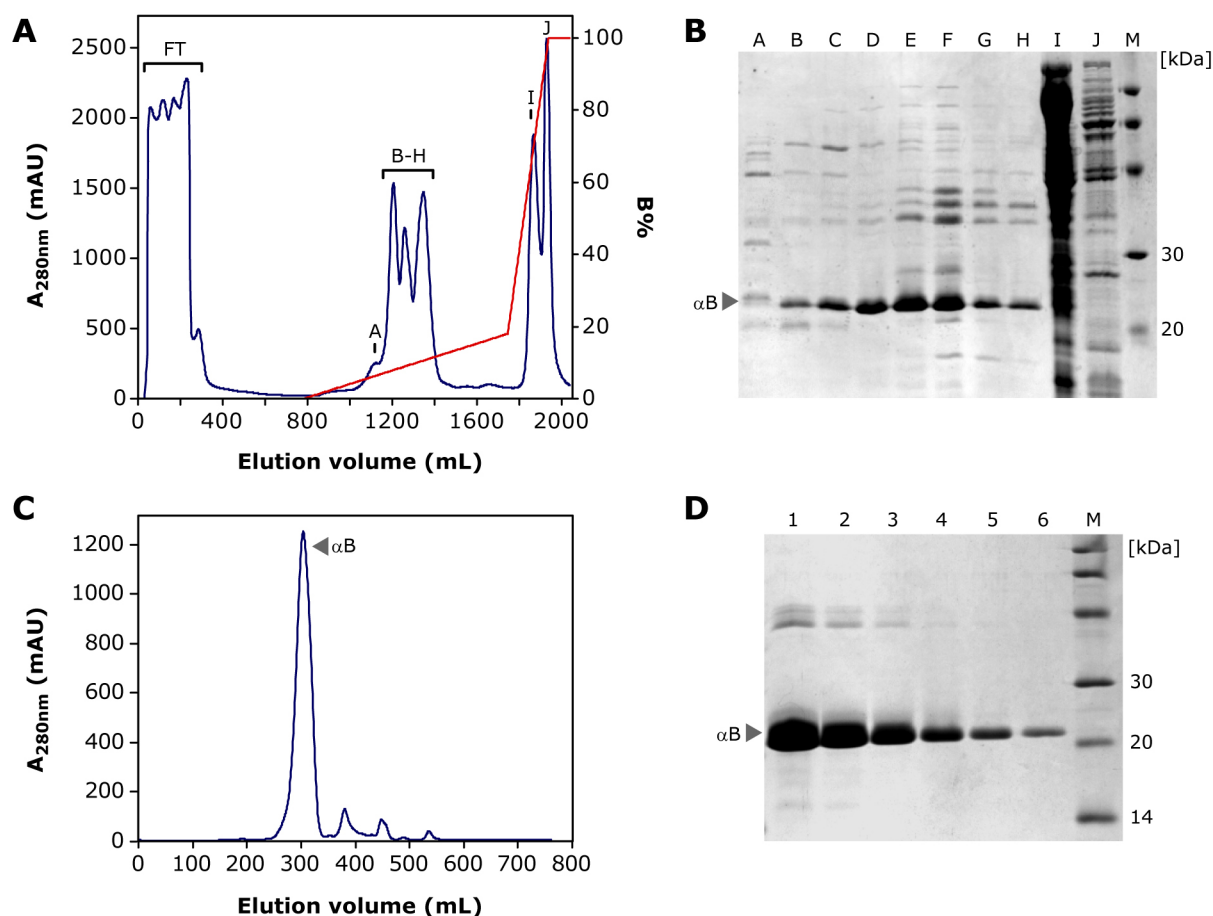 A
A280nm (mAU)
2500
2000
1500
1000
500
0
FT
A
B-H
I
J
100
80
60
40
20
0
B%
0 400 800 1200 1600 2000
Elution volume (mL)
B
A B C D E F G H I J M
[kDa]
30
20
αB
C
A280nm (mAU)
1200
1000
800
600
400
200
0
αB
0 100 200 300 400 500 600 700 800
Elution volume (mL)
D
1 2 3 4 5 6 M
[kDa]
30
αB
20
14